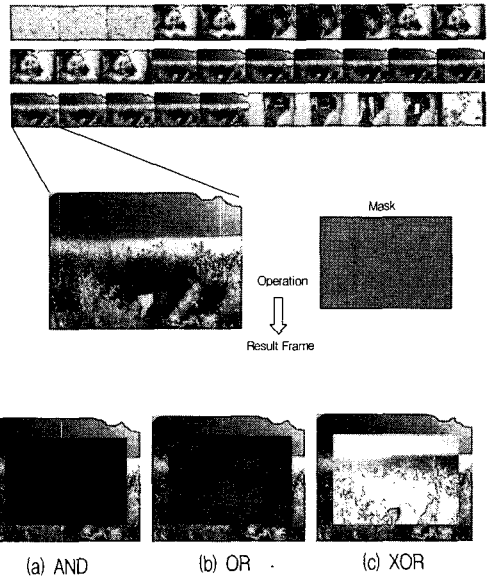 Mask
Operation
Result Frame
(a) AND
(b) OR
(c) XOR